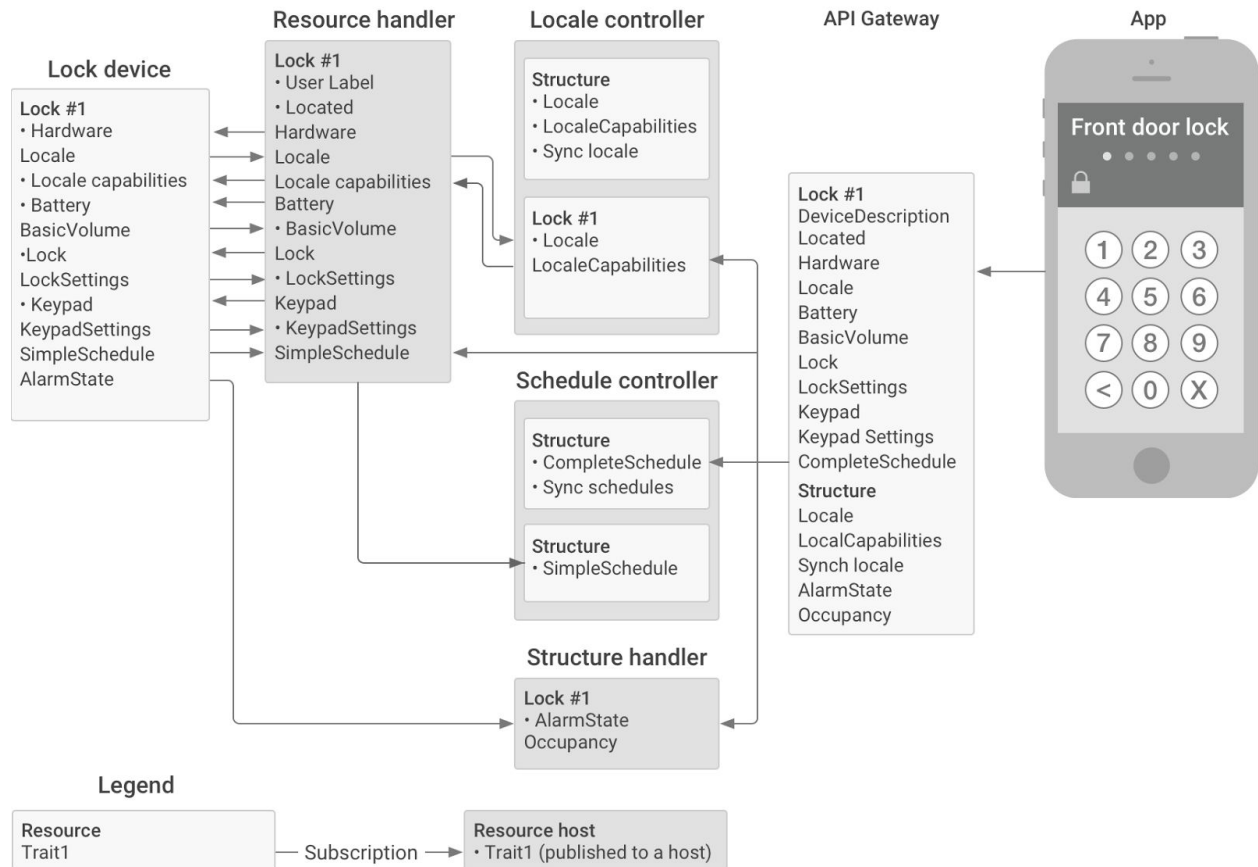 Resource handler
Locale controller
API Gateway
App
Lock device
Lock #1
• Hardware
Locale
• Locale capabilities
• Battery
BasicVolume
•Lock
LockSettings
• Keypad
KeypadSettings
SimpleSchedule
AlarmState
Lock #1
• User Label
• Located
Hardware
Locale
Locale capabilities
Battery
• BasicVolume
Lock
• LockSettings
Keypad
• KeypadSettings
SimpleSchedule
Structure
• Locale
• LocaleCapabilities
• Sync locale
Lock #1
• Locale
LocaleCapabilities
Schedule controller
Structure
• CompleteSchedule
• Sync schedules
Structure
• SimpleSchedule
Structure handler
Lock #1
• AlarmState
Occupancy
Lock #1
DeviceDescription
Located
Hardware
Locale
Battery
BasicVolume
Lock
LockSettings
Keypad
Keypad Settings
CompleteSchedule
Structure
Locale
LocalCapabilities
Synch locale
AlarmState
Occupancy
Front door lock
1 2 3
4 5 6
7 8 9
< 0 X
Legend
Resource
Trait1
Subscription
Resource host
• Trait1 (published to a host)